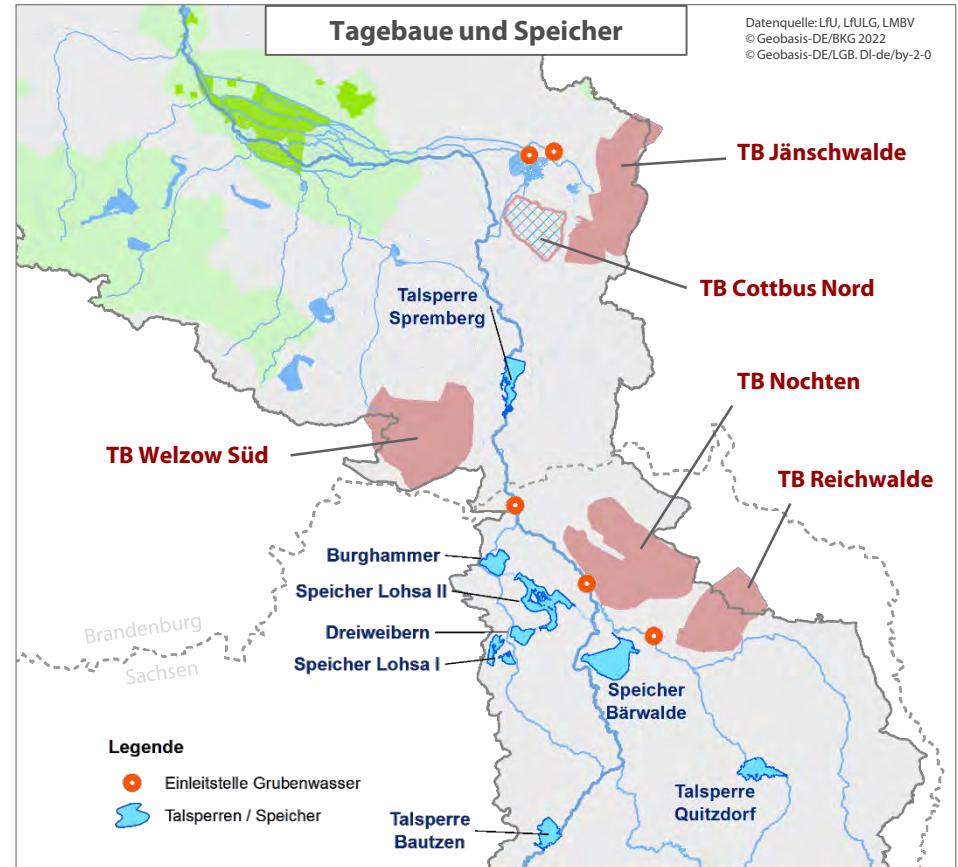 Tagebaue und Speicher
Datenquelle: LfU, LfULG, LMBV
© Geobasis-DE/BKG 2022
© Geobasis-DE/LGB. Dl-de/by-2-0
TB Jänschwalde
TB Cottbus Nord
Talsperre
Spremberg
TB Nochten
TB Welzow Süd
TB Reichwalde
Burghammer
Speicher Lohsa II
Dreiweibern
Brandenburg
Speicher Lohsa I
Sachsen
Speicher
Bärwalde
Legende
Einleitstelle Grubenwasser
Talsperren / Speicher
Talsperre
Quitzdorf
Talsperre
Bautzen